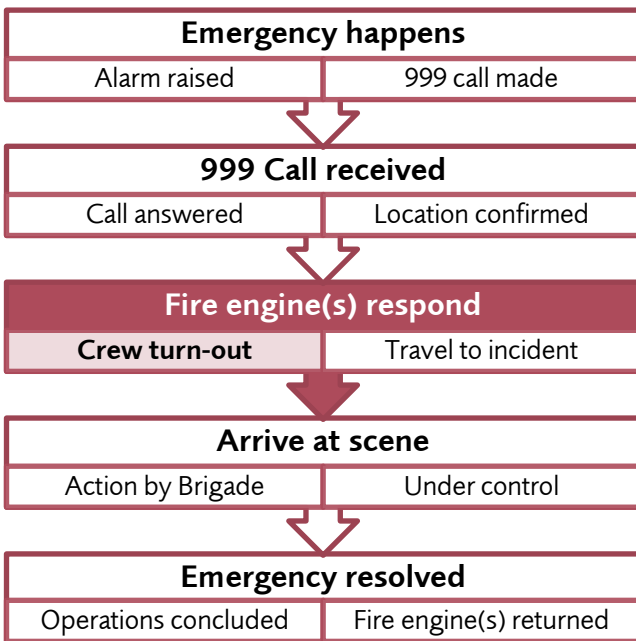 Emergency happens
Alarm raised 999 call made
999 Call received
Call answered Location confirmed
Fire engine(s) respond
Crew turn-out Travel to incident
Arrive at scene
Action by Brigade Under control
Emergency resolved
Operations concluded Fire engine(s) returned